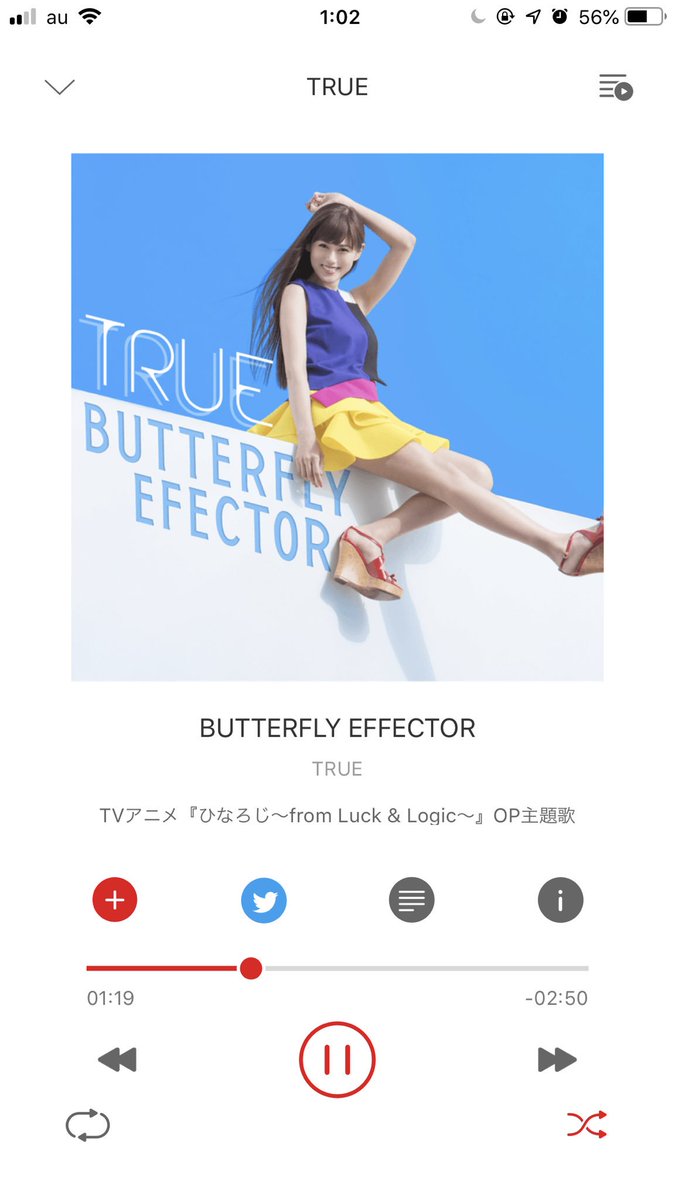 au
1:02
56%
TRUE
TRUE
BUTTERFLY
EFECTOR
BUTTERFLY EFFECTOR
TRUE
TVアニメ『ひなろじ〜from Luck & Logic〜』OP主題歌
01:19
-02:50